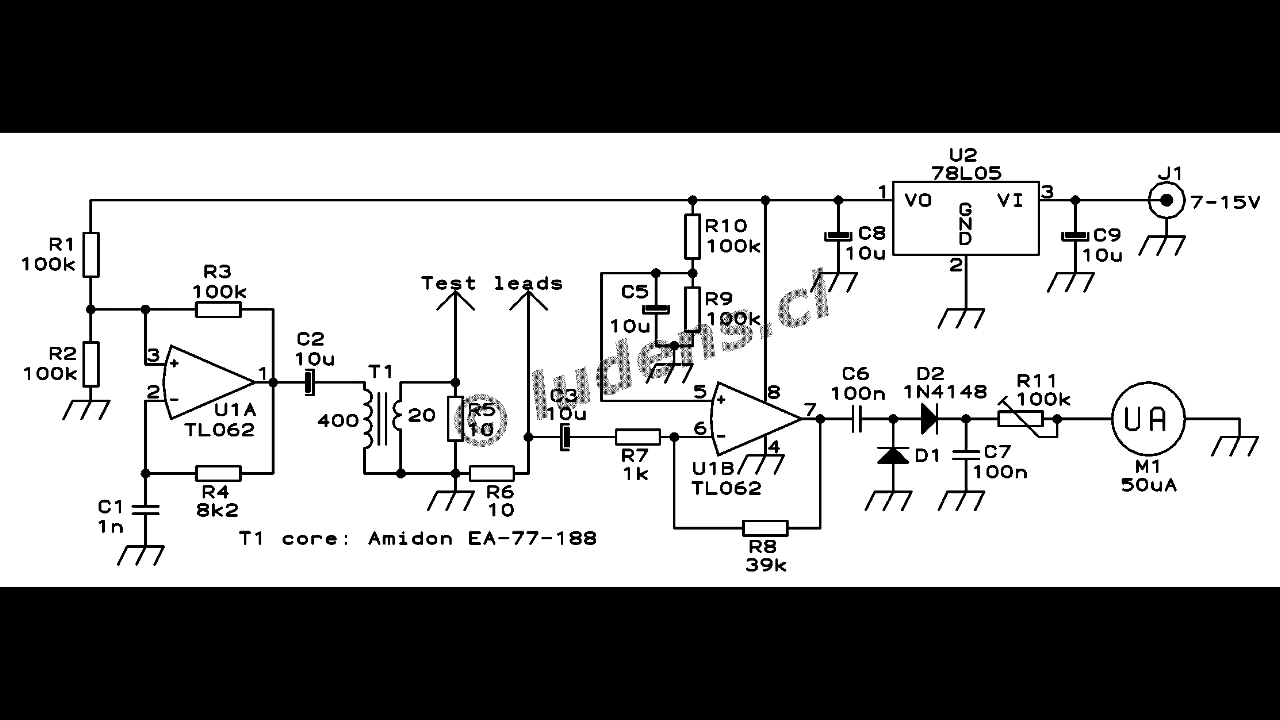 U2
78L05
J1
1
VO
GND
VI
3
7-15V
2
R1
100k
R3
100k
Test leads
R10
100k
C8
10u
C9
10u
C5
10u
R9
100k
R2
100k
3
+
2
-
1
U1A
TL062
C2
10u
T1
400
20
R5
10
C3
10u
© ludens.cl
5
+
6
-
8
7
4
U1B
TL062
R7
1k
C6
100n
D2
1N4148
R11
100k
UA
M1
50uA
D1
C7
100n
C1
1n
R4
8k2
R6
10
T1 core: Amidon EA-77-188
R8
39k